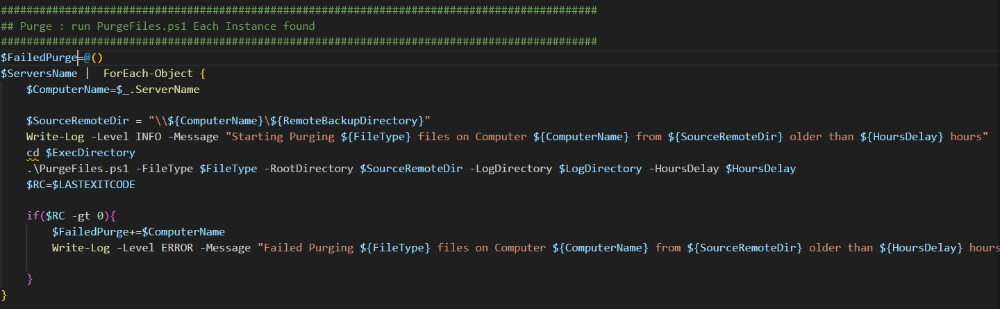 #############################################################################################
## Purge : run PurgeFiles.ps1 Each Instance found
#############################################################################################
$FailedPurge=@()
$ServersName |  ForEach-Object {
    $ComputerName=$_.ServerName

    $SourceRemoteDir = "\\${ComputerName}\${RemoteBackupDirectory}"
    Write-Log -Level INFO -Message "Starting Purging ${FileType} files on Computer ${ComputerName} from ${SourceRemoteDir} older than ${HoursDelay} hours"
    cd $ExecDirectory
    .\PurgeFiles.ps1 -FileType $FileType -RootDirectory $SourceRemoteDir -LogDirectory $LogDirectory -HoursDelay $HoursDelay
    $RC=$LASTEXITCODE

    if($RC -gt 0){
        $FailedPurge+=$ComputerName
        Write-Log -Level ERROR -Message "Failed Purging ${FileType} files on Computer ${ComputerName} from ${SourceRemoteDir} older than ${HoursDelay} hours

    }
}